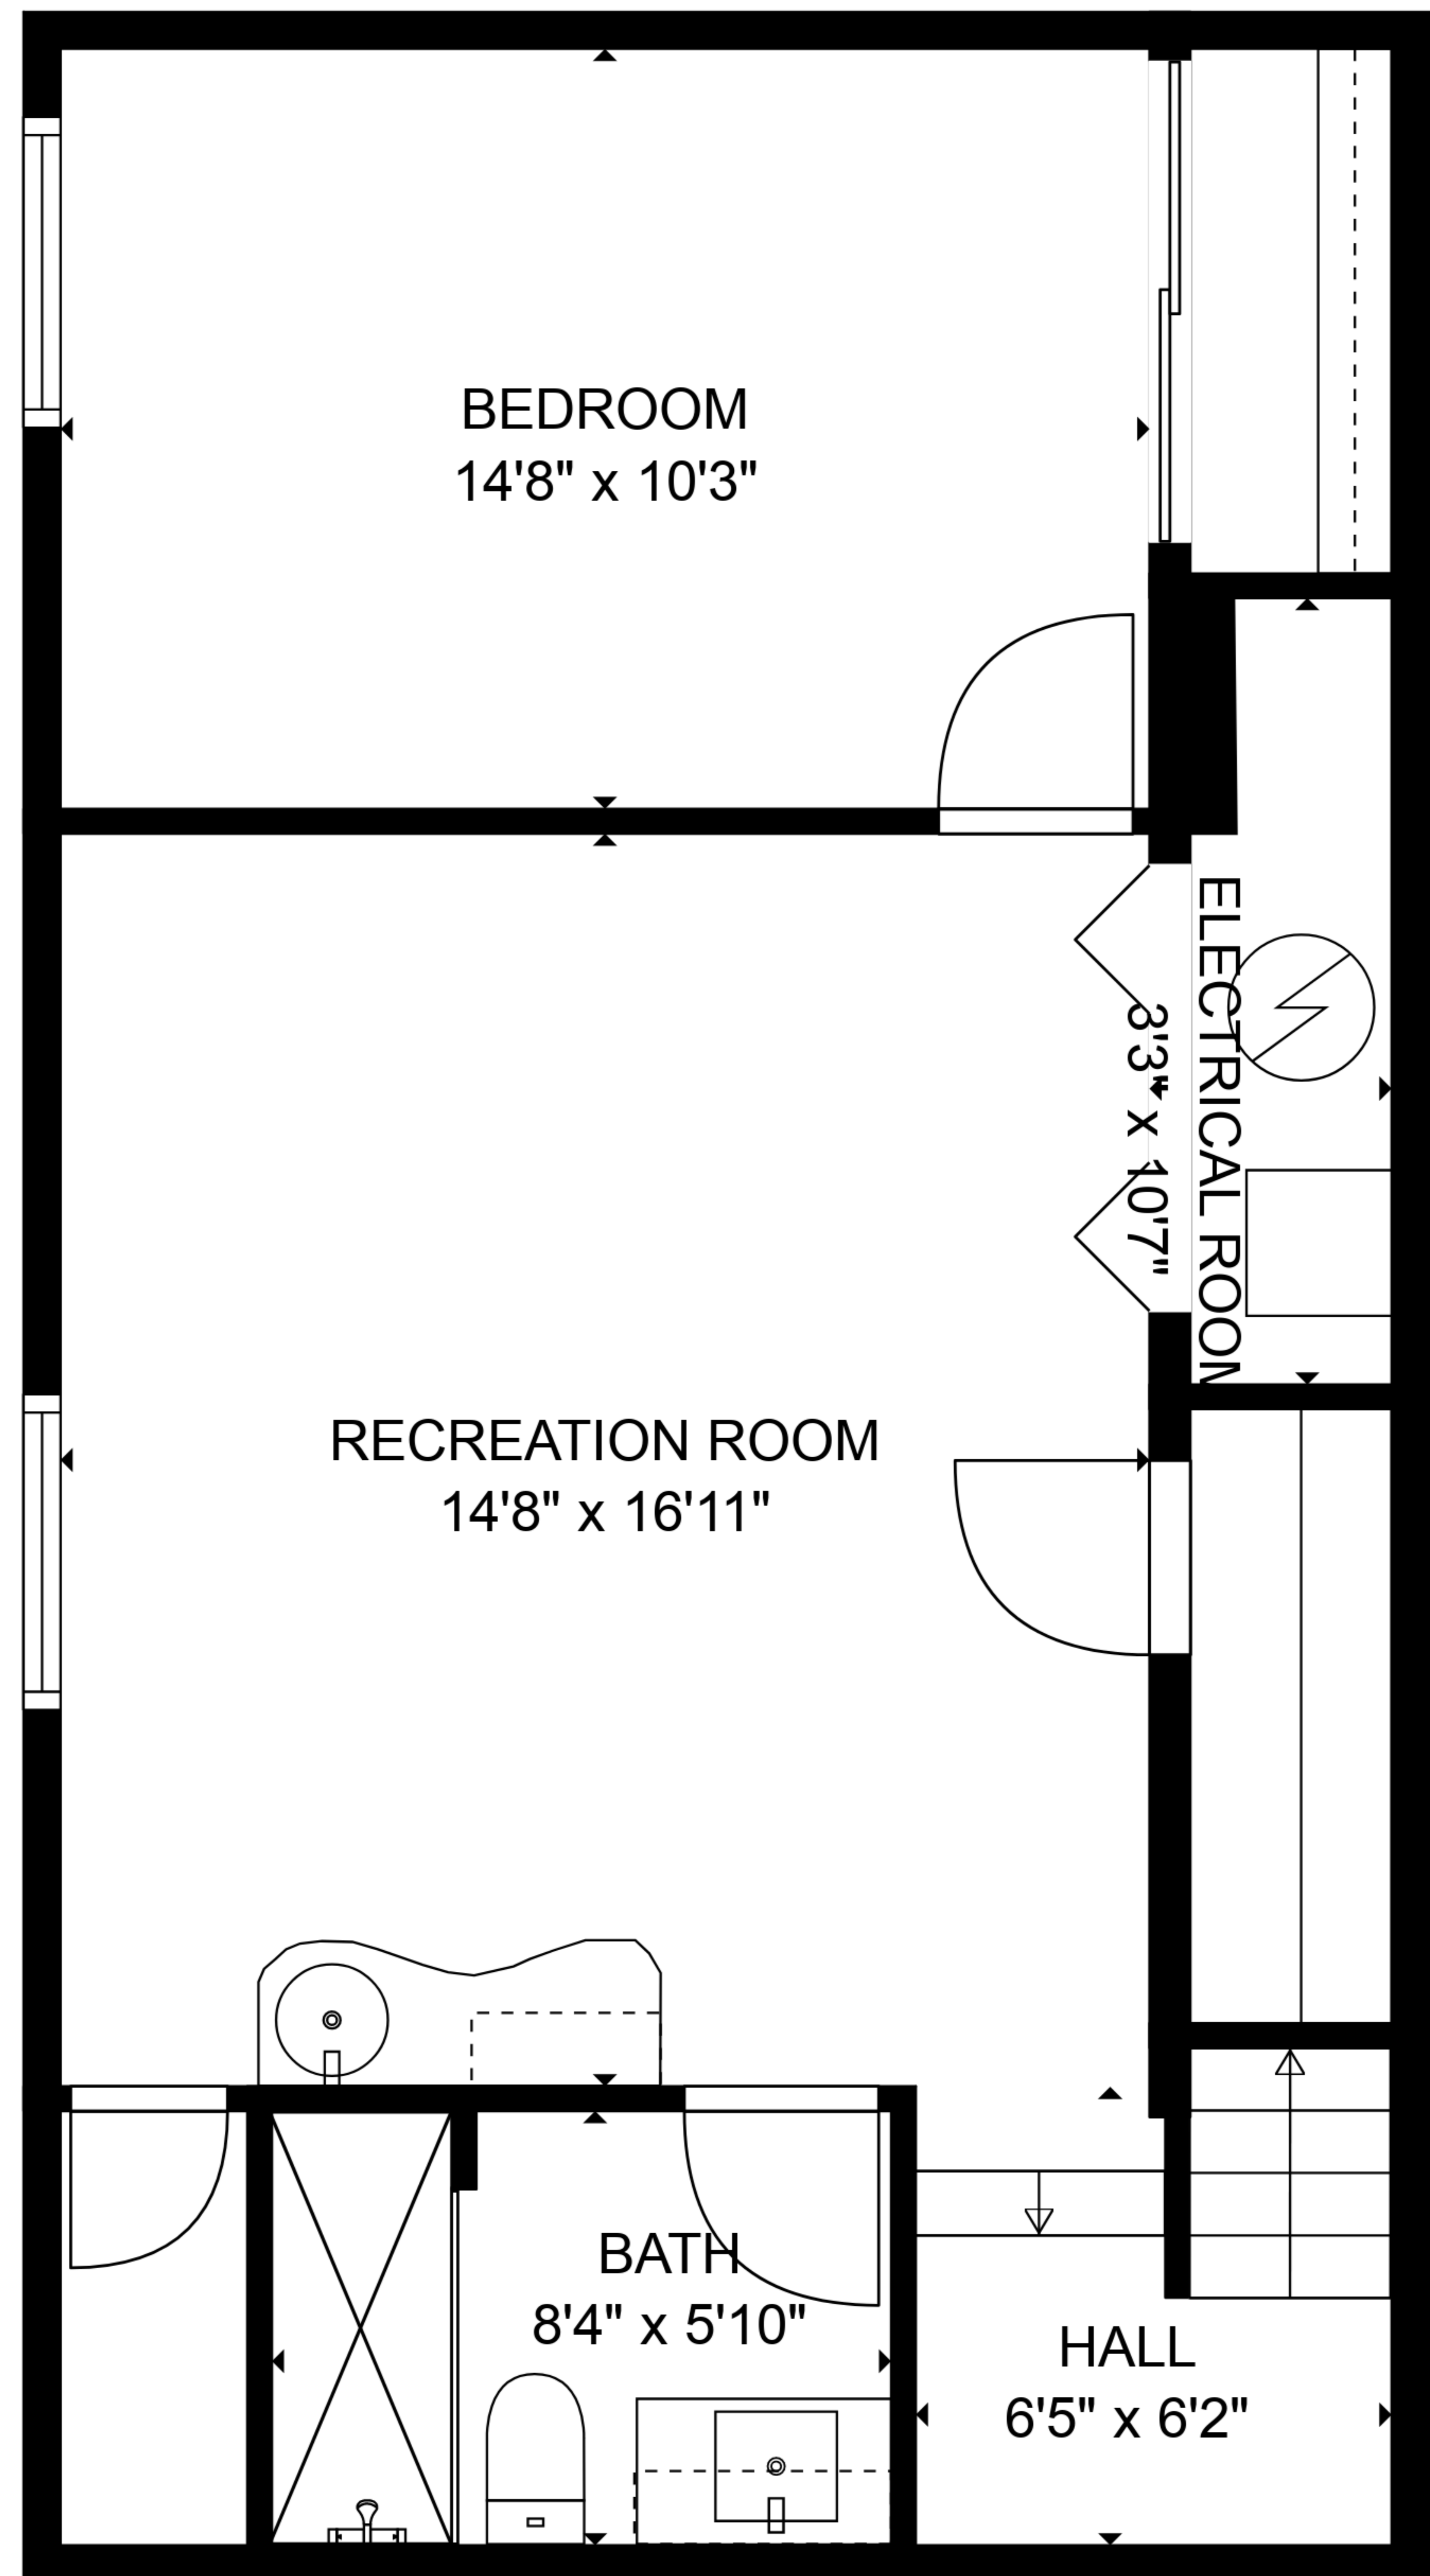 BEDROOM
14'8" x 10'3"
ELECTRICAL ROOM
3'3" x 10'7"
RECREATION ROOM
14'8" x 16'11"
BATH
8'4" x 5'10"
HALL
6'5" x 6'2"